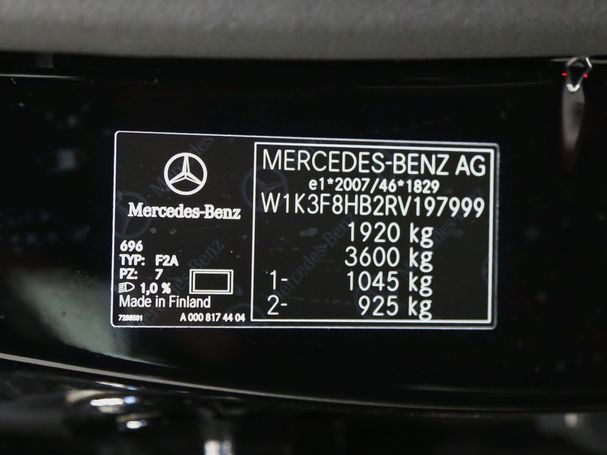 Mercedes-Benz
696
TYP: F2A
PZ: 7
1,0 %
Made in Finland
7288501 A 000 817 44 04
MERCEDES-BENZ AG
e1*2007/46*1829
W1K3F8HB2RV197999
1920 kg
3600 kg
1- 1045 kg
2- 925 kg